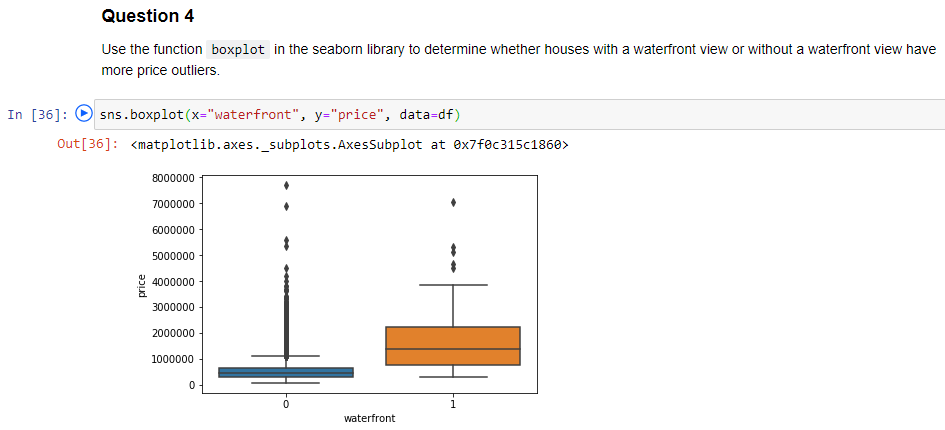 Question 4
Use the function boxplot in the seaborn library to determine whether houses with a waterfront view or without a waterfront view have
more price outliers.
In [36]: sns.boxplot(x="waterfront", y="price", data=df)
Out[36]: <matplotlib.axes._subplots.AxesSubplot at 0x7f0c315c1860>
8000000
7000000
6000000
5000000
4000000
3000000
2000000
1000000
0
price
0 1
waterfront